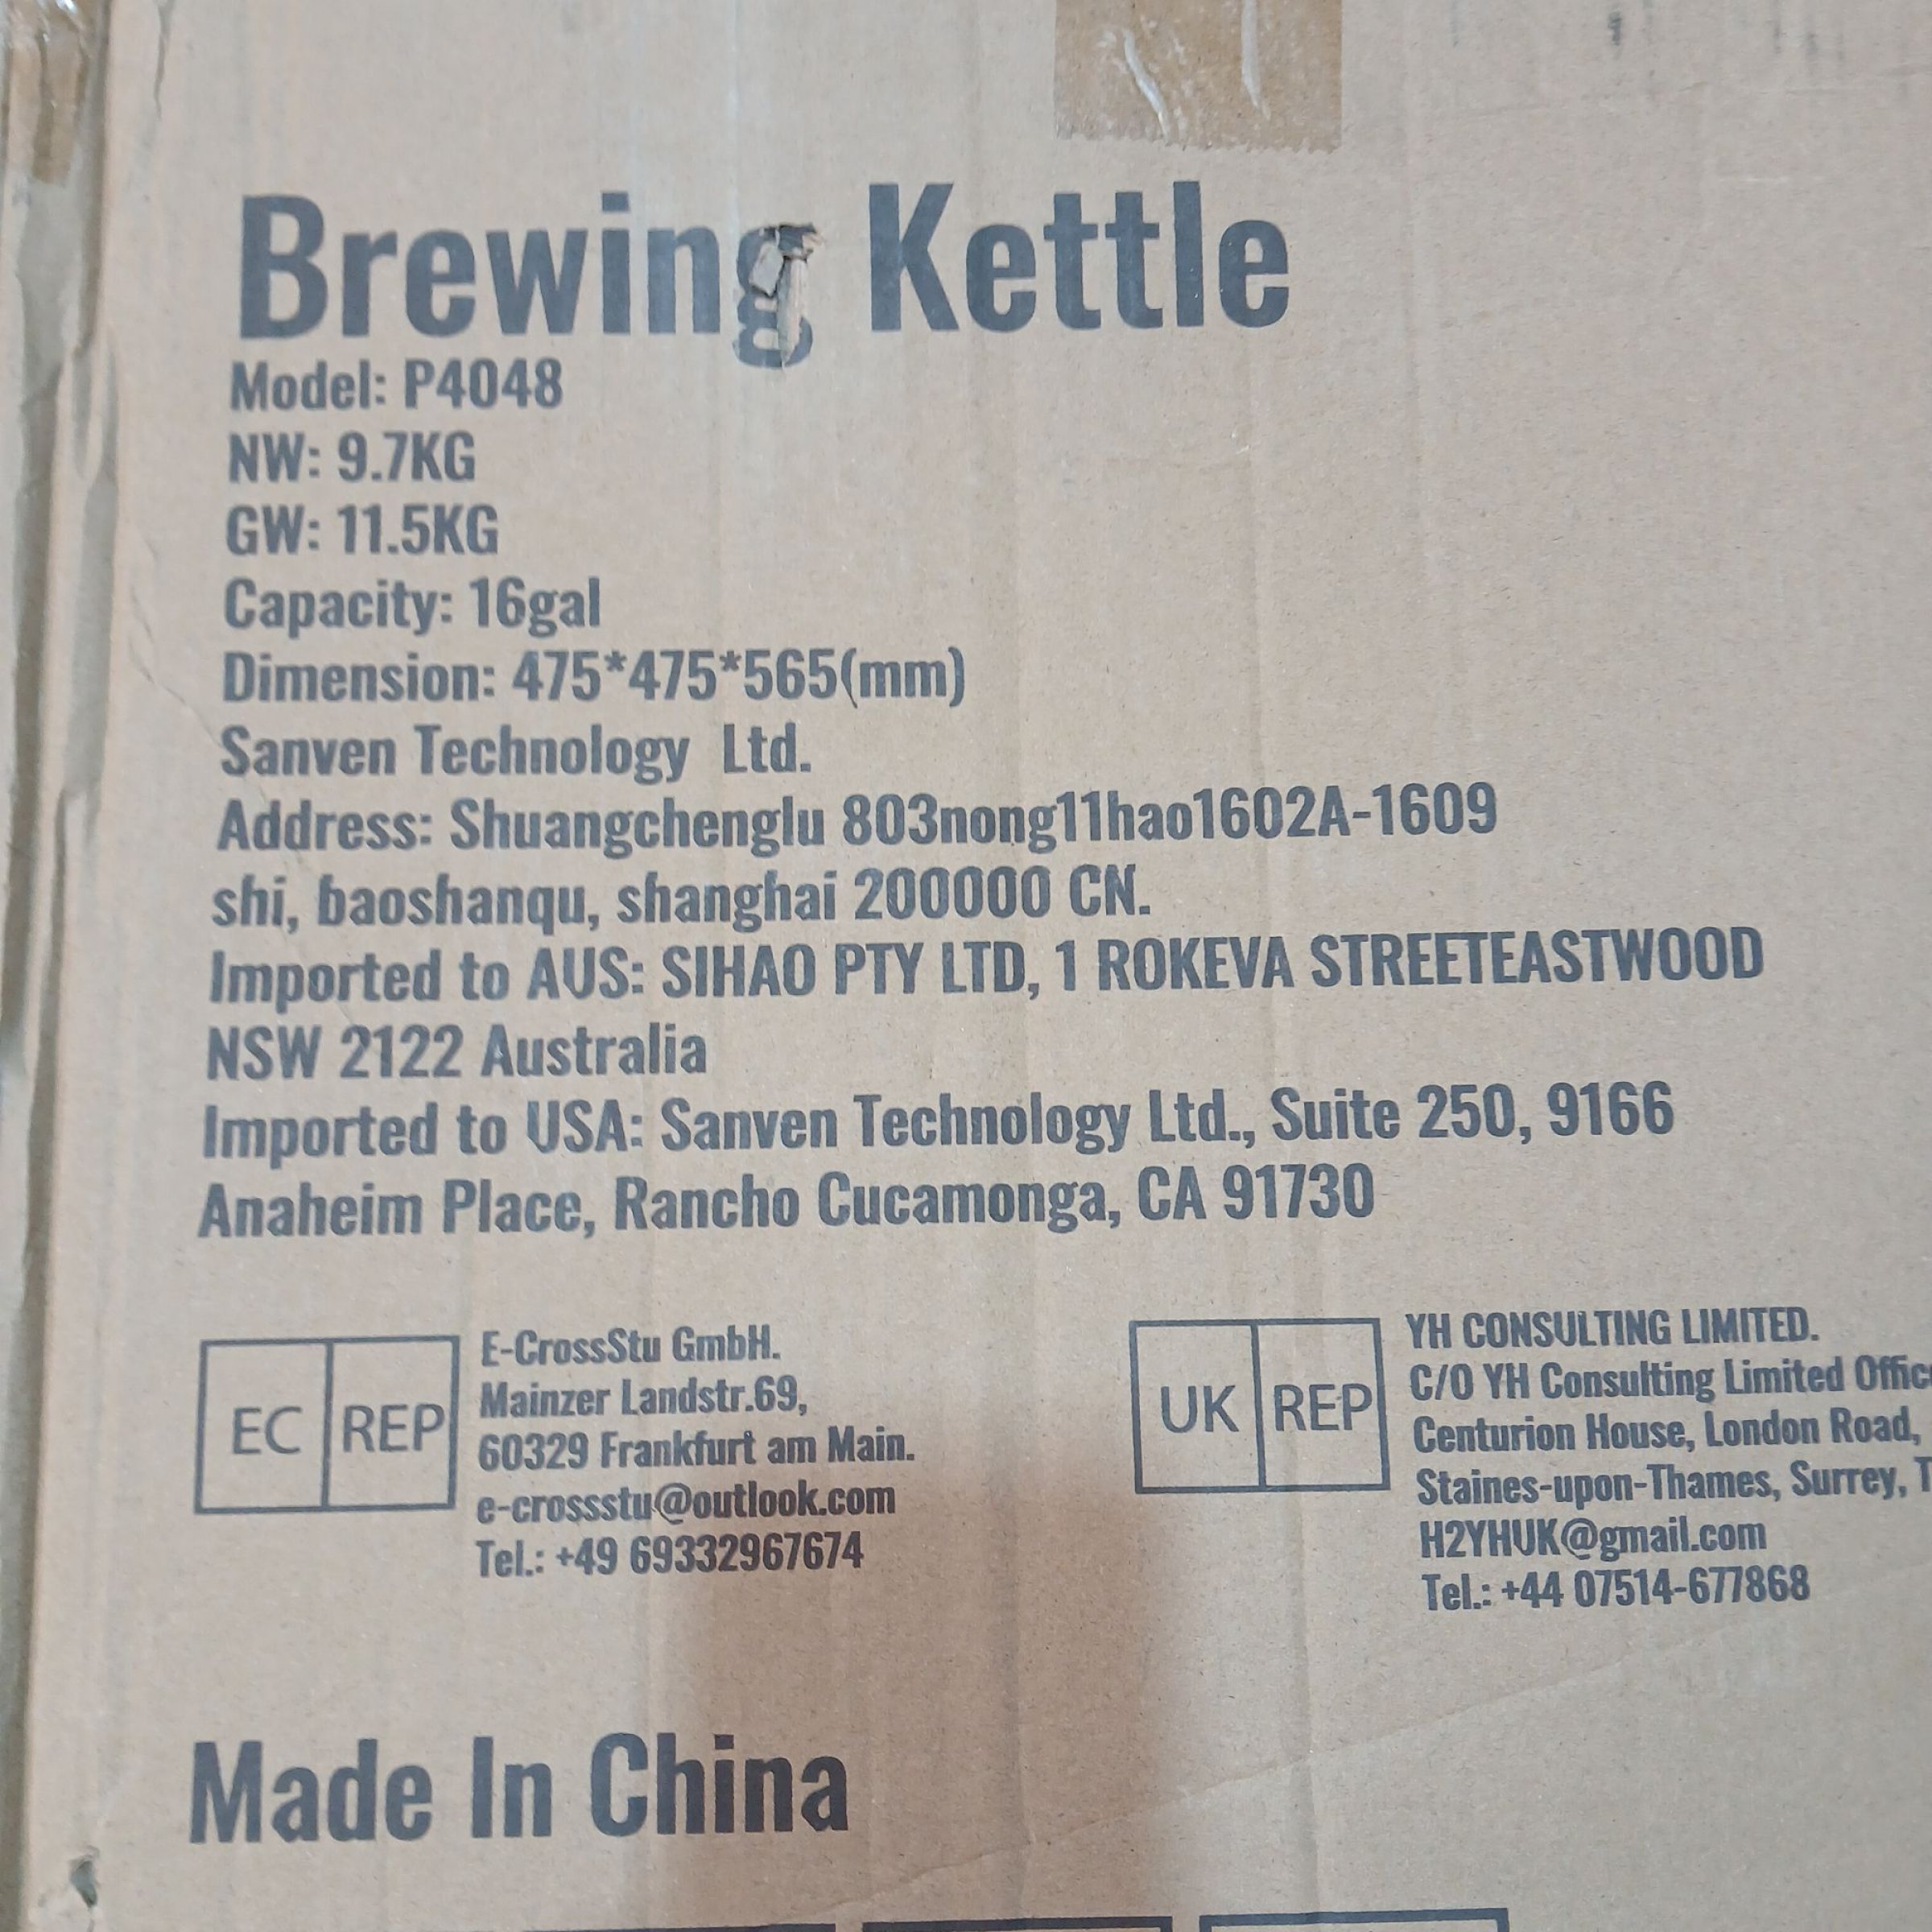 Brewing Kettle
Model: P4048
NW: 9.7KG
GW: 11.5KG
Capacity: 16gal
Dimension: 475*475*565(mm)
Sanven Technology Ltd.
Address: Shuangchenglu 803nong11hao1602A-1609
shi, baoshanqu, shanghai 200000 CN.
Imported to AUS: SIHAO PTY LTD, 1 ROKEVA STREETEASTWOOD
NSW 2122 Australia
Imported to USA: Sanven Technology Ltd., Suite 250, 9166
Anaheim Place, Rancho Cucamonga, CA 91730
EC REP
E-CrossStu GmbH.
Mainzer Landstr.69,
60329 Frankfurt am Main.
e-crossstu@outlook.com
Tel.: +49 69332967674
UK REP
YH CONSULTING LIMITED.
C/O YH Consulting Limited
Centurion House, London Road,
Staines-upon-Thames, Surrey,
H2YHUK@gmail.com
Tel.: +44 07514-677868
Made In China